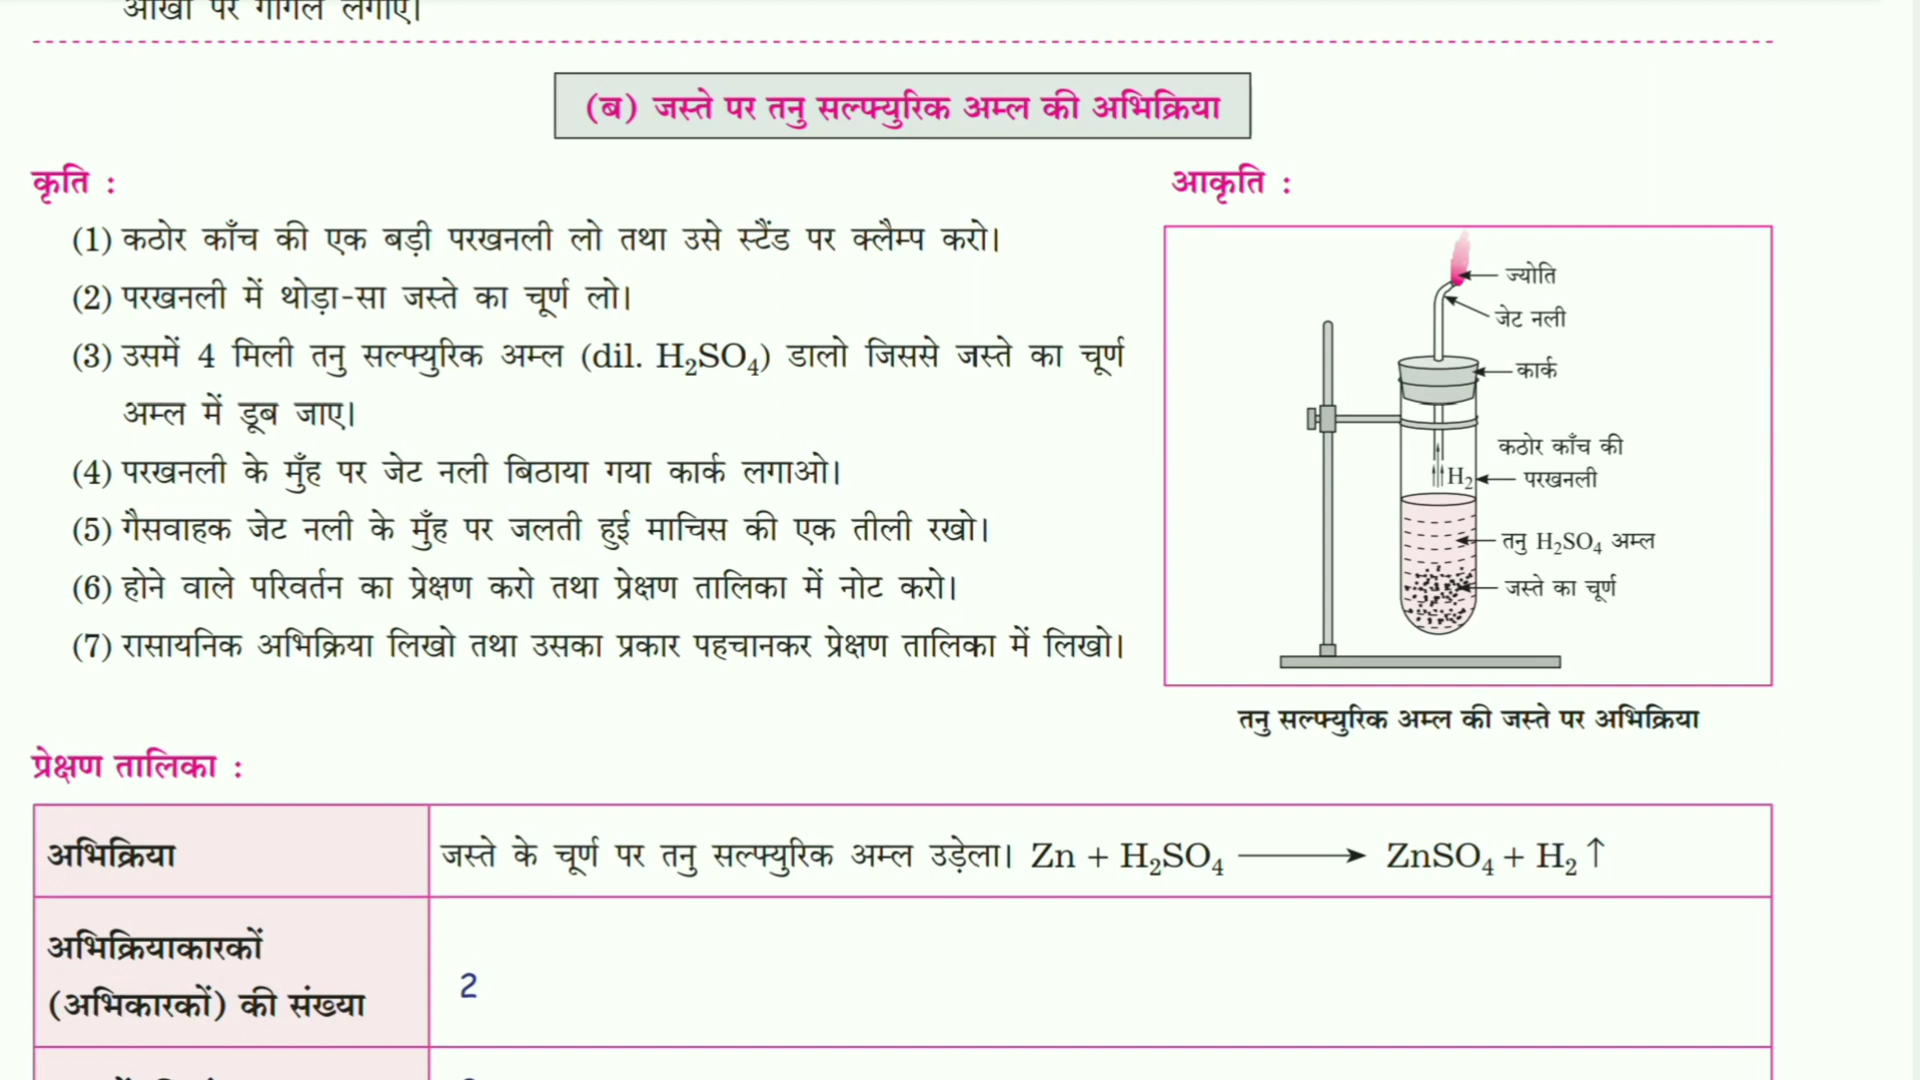 आँखों पर गॉगल लगाएँ।
(ब) जस्ते पर तनु सल्फ्युरिक अम्ल की अभिक्रिया
कृति :
(1) कठोर काँच की एक बड़ी परखनली लो तथा उसे स्टैंड पर क्लैम्प करो।
(2) परखनली में थोड़ा-सा जस्ते का चूर्ण लो।
(3) उसमें 4 मिली तनु सल्फ्युरिक अम्ल (dil. H₂SO₄) डालो जिससे जस्ते का चूर्ण
अम्ल में डूब जाए।
(4) परखनली के मुँह पर जेट नली बिठाया गया कार्क लगाओ।
(5) गैसवाहक जेट नली के मुँह पर जलती हुई माचिस की एक तीली रखो।
(6) होने वाले परिवर्तन का प्रेक्षण करो तथा प्रेक्षण तालिका में नोट करो।
(7) रासायनिक अभिक्रिया लिखो तथा उसका प्रकार पहचानकर प्रेक्षण तालिका में लिखो।
आकृति :
ज्योति
जेट नली
कार्क
कठोर काँच की
परखनली
H₂
तनु H₂SO₄ अम्ल
जस्ते का चूर्ण
तनु सल्फ्युरिक अम्ल की जस्ते पर अभिक्रिया
प्रेक्षण तालिका :
अभिक्रिया
जस्ते के चूर्ण पर तनु सल्फ्युरिक अम्ल उड़ेला। Zn + H₂SO₄ ⟶ ZnSO₄ + H₂ ↑
अभिक्रियाकारकों
(अभिकारकों) की संख्या
2